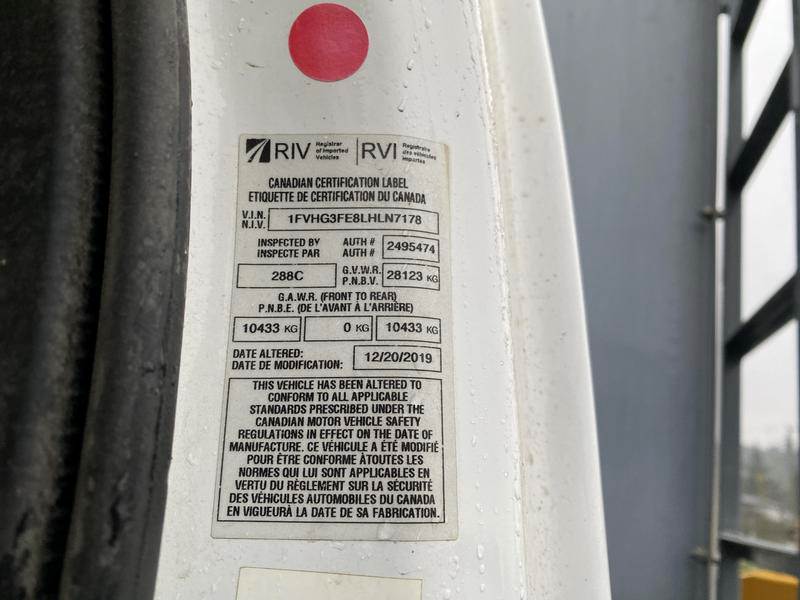 RIV Registrar of Imported Vehicles RVI Registraire des véhicules importés
CANADIAN CERTIFICATION LABEL
ETIQUETTE DE CERTIFICATION DU CANADA
V.I.N. N.I.V. 1FVHG3FE8LHLN7178
INSPECTED BY AUTH # 2495474
INSPECTE PAR AUTH #
288C G.V.W.R. P.N.B.V. 28123 KG
G.A.W.R. (FRONT TO REAR)
P.N.B.E. (DE L'AVANT À L'ARRIÈRE)
10433 KG 0 KG 10433 KG
DATE ALTERED: 12/20/2019
DATE DE MODIFICATION:
THIS VEHICLE HAS BEEN ALTERED TO
CONFORM TO ALL APPLICABLE
STANDARDS PRESCRIBED UNDER THE
CANADIAN MOTOR VEHICLE SAFETY
REGULATIONS IN EFFECT ON THE DATE OF
MANUFACTURE. CE VÉHICULE A ÉTÉ MODIFIÉ
POUR ÊTRE CONFORME ÀTOUTES LES
NORMES QUI LUI SONT APPLICABLES EN
VERTU DU RÈGLEMENT SUR LA SÉCURITÉ
DES VÉHICULES AUTOMOBILES DU CANADA
EN VIGUEURÀ LA DATE DE SA FABRICATION.